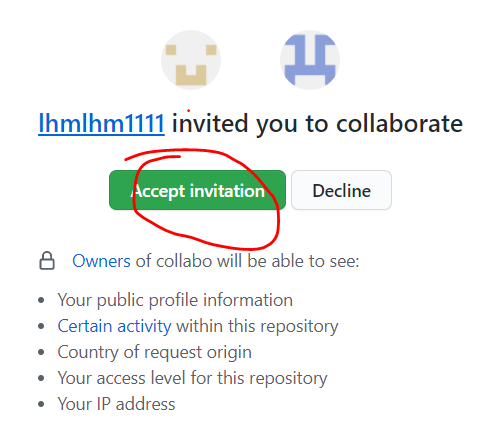 lhmlhm1111 invited you to collaborate
Accept invitation Decline
Owners of collabo will be able to see:
Your public profile information
Certain activity within this repository
Country of request origin
Your access level for this repository
Your IP address